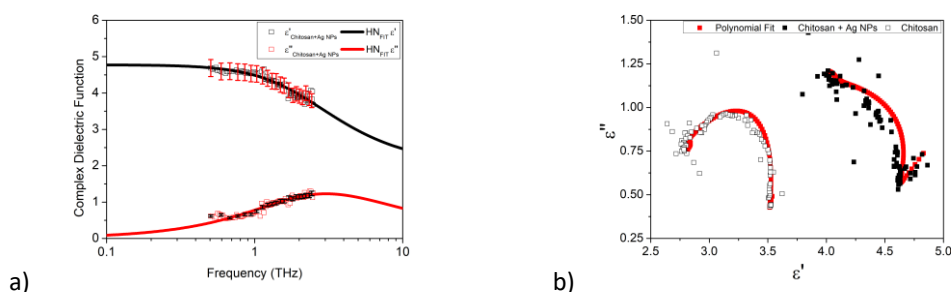 ε'Chitosan+Ag NPs HNFIT ε'
ε''Chitosan+Ag NPs HNFIT ε''
Complex Dielectric Function
6
5
4
3
2
1
0
0.1 1 10
Frequency (THz)
a)
Polynomial Fit Chitosan + Ag NPs Chitosan
ε''
1.50
1.25
1.00
0.75
0.50
0.25
2.5 3.0 3.5 4.0 4.5 5.0
ε'
b)